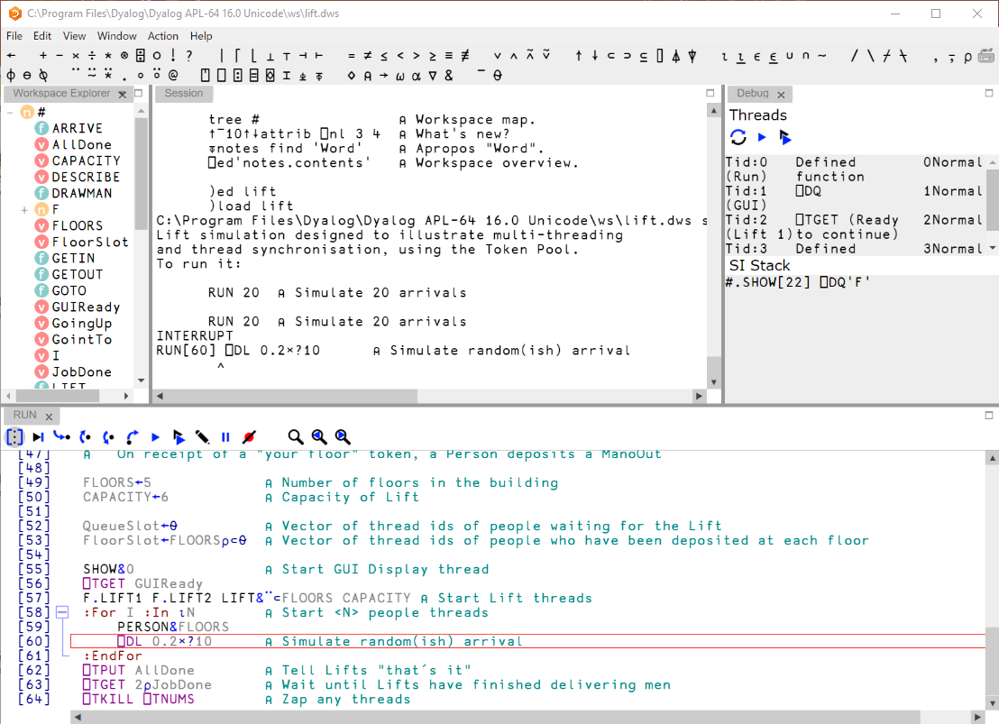 C:\Program Files\Dyalog\Dyalog APL-64 16.0 Unicode\ws\lift.dws
File Edit View Window Action Help
← + - × ÷ * ⍟ ⌹ ○ ! ? | ⌈ ⌊ ⊥ ⊤ ⊣ ⊢ = ≠ ≤ < > ≥ ≡ ≢ ∨ ∧ ⍲ ⍱ ↑ ↓ ⊂ ⊃ ⊆ ⌷ ⍋ ⍒ ⍳ ⍸ ∊ ⍷ ∪ ∩ ~ / \ ⌿ ⍀ , ⍪ ⍴
⌽ ⊖ ⍉ ¨ ⍨ ⍣ . ∘ ⍤ @ ⍞ ⎕ ⍠ ⌸ ⌺ ⌶ ⍎ ⍕ ⋄ ⍝ → ⍵ ⍺ ∇ & ¯ ⍬
Workspace Explorer
#
ARRIVE
AllDone
CAPACITY
DESCRIBE
DRAWMAN
F
FLOORS
FloorSlot
GETIN
GETOUT
GOTO
GUIReady
GoingUp
GointTo
I
JobDone
LIFT
Session
tree # ⍝ Workspace map.
↑¯10↑↓attrib ⎕nl 3 4 ⍝ What's new?
⍕notes find 'Word' ⍝ Apropos "Word".
⎕ed'notes.contents' ⍝ Workspace overview.
)ed lift
)load lift
C:\Program Files\Dyalog\Dyalog APL-64 16.0 Unicode\ws\lift.dws s
Lift simulation designed to illustrate multi-threading
and thread synchronisation, using the Token Pool.
To run it:
RUN 20 ⍝ Simulate 20 arrivals
RUN 20 ⍝ Simulate 20 arrivals
INTERRUPT
RUN[60] ⎕DL 0.2×?10 ⍝ Simulate random(ish) arrival
^
Debug
Threads
Tid:0 Defined 0Normal
(Run) function
Tid:1 ⎕DQ 1Normal
(GUI)
Tid:2 ⎕TGET (Ready 2Normal
(Lift 1)to continue)
Tid:3 Defined 3Normal
SI Stack
#.SHOW[22] ⎕DQ'F'
RUN
[47] ⍝ On receipt of a "your floor" token, a Person deposits a ManoOut
[48]
[49] FLOORS←5 ⍝ Number of floors in the building
[50] CAPACITY←6 ⍝ Capacity of Lift
[51]
[52] QueueSlot←⍬ ⍝ Vector of thread ids of people waiting for the Lift
[53] FloorSlot←FLOORS⍴⊂⍬ ⍝ Vector of thread ids of people who have been deposited at each floor
[54]
[55] SHOW&0 ⍝ Start GUI Display thread
[56] ⎕TGET GUIReady
[57] F.LIFT1 F.LIFT2 LIFT&¨⊂FLOORS CAPACITY ⍝ Start Lift threads
[58] :For I :In ⍳N ⍝ Start <N> people threads
[59] PERSON&FLOORS
[60] ⎕DL 0.2×?10 ⍝ Simulate random(ish) arrival
[61] :EndFor
[62] ⎕TPUT AllDone ⍝ Tell Lifts "that´s it"
[63] ⎕TGET 2⍴JobDone ⍝ Wait until Lifts have finished delivering men
[64] ⎕TKILL ⎕TNUMS ⍝ Zap any threads